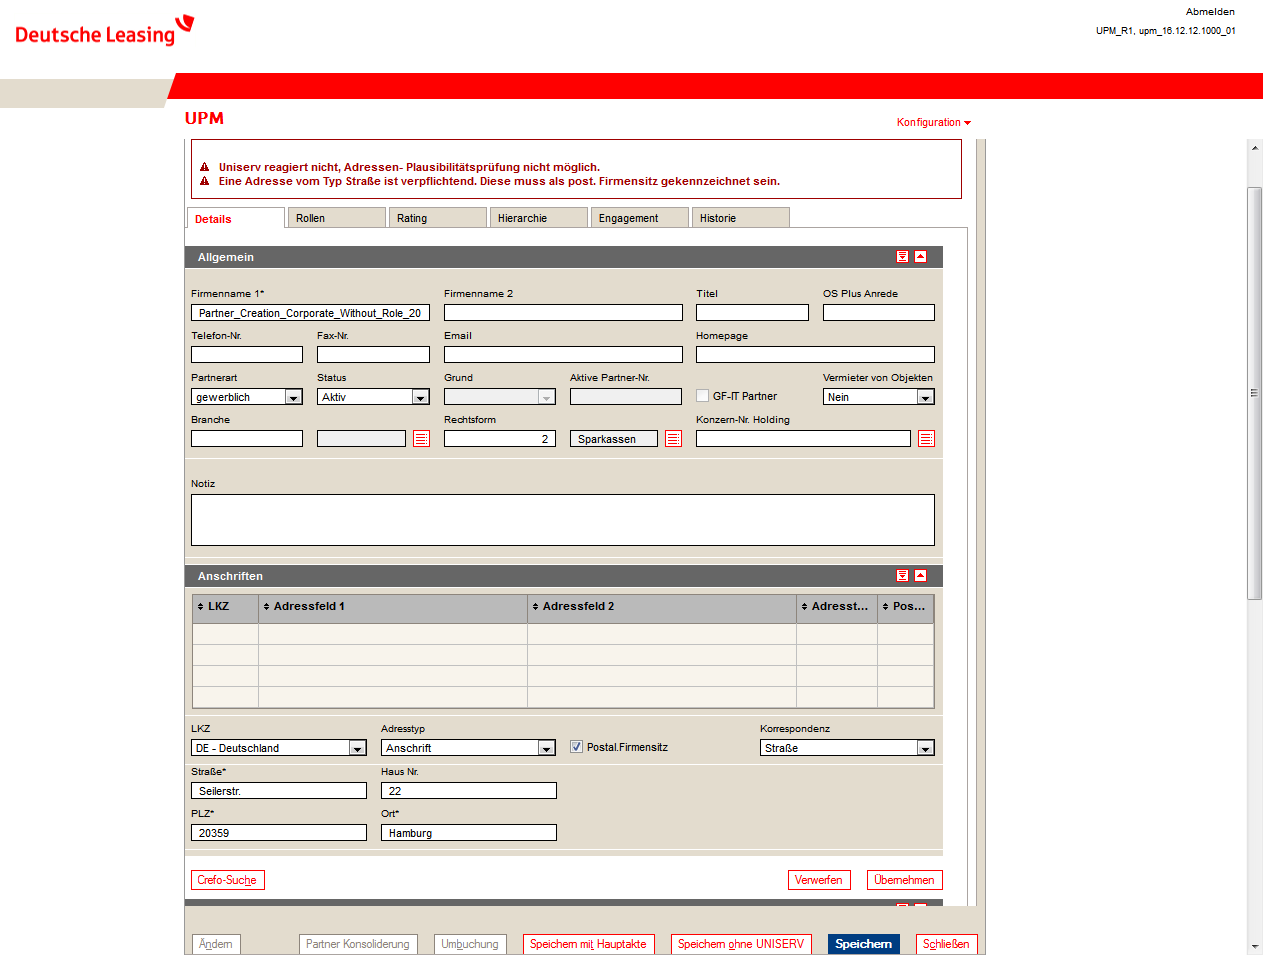 Abmelden
Deutsche Leasing
UPM_R1, upm_16.12.12.1000_01
UPM
Konfiguration
Uniserv reagiert nicht, Adressen- Plausibilitätsprüfung nicht möglich.
Eine Adresse vom Typ Straße ist verpflichtend. Diese muss als post. Firmensitz gekennzeichnet sein.
Details Rollen Rating Hierarchie Engagement Historie
Allgemein
Firmenname 1* Firmenname 2 Titel OS Plus Anrede
Partner_Creation_Corporate_Without_Role_20
Telefon-Nr. Fax-Nr. Email Homepage
Partnerart Status Grund Aktive Partner-Nr. Vermieter von Objekten
gewerblich Aktiv GF-IT Partner Nein
Branche Rechtsform Konzern-Nr. Holding
2 Sparkassen
Notiz
Anschriften
LKZ Adressfeld 1 Adressfeld 2 Adresst... Pos...
LKZ Adresstyp Korrespondenz
DE - Deutschland Anschrift Postal.Firmensitz Straße
Straße* Haus Nr.
Seilerstr. 22
PLZ* Ort*
20359 Hamburg
Crefo-Suche Verwerfen Übernehmen
Ändern Partner Konsolidierung Umbuchung Speichern mit Hauptakte Speichern ohne UNISERV Speichern Schließen